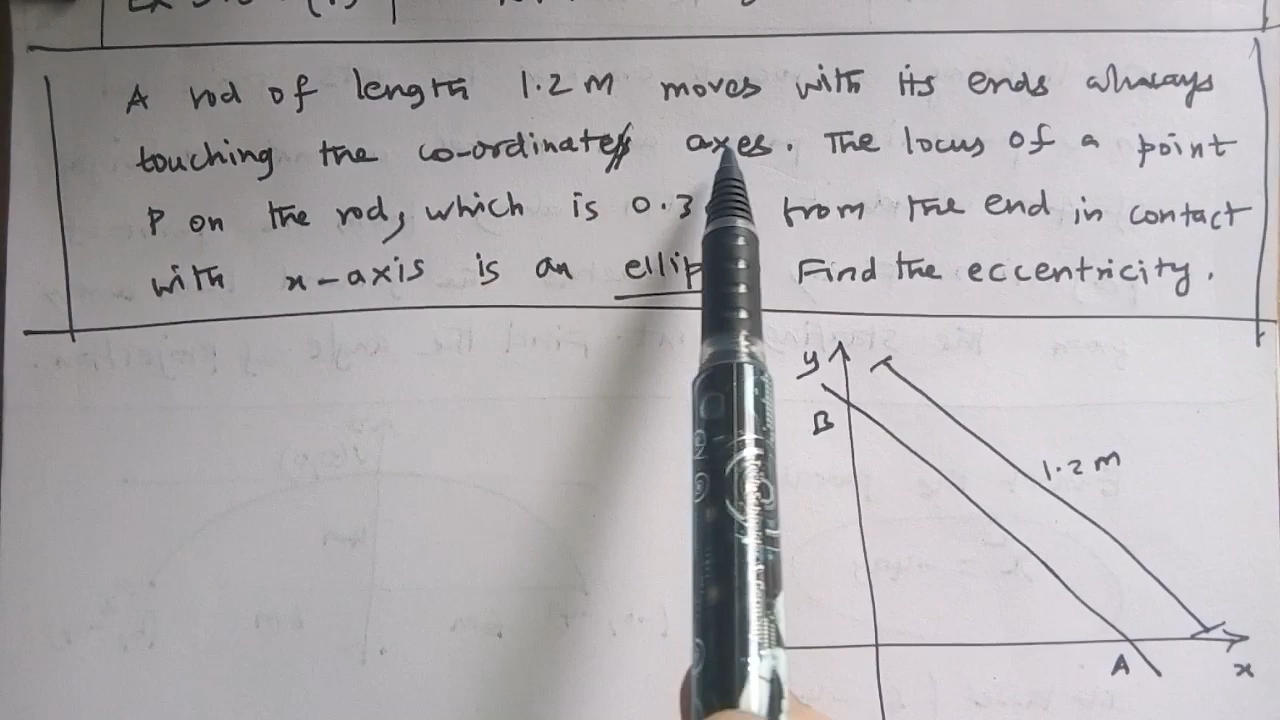 A rod of length 1.2 M moves with its ends always
touching the co-ordinate axes. The locus of a point
P on the rod, which is 0.3 from the end in contact
with x-axis is an Find the eccentricity.
y
B
1.2 M
A
x